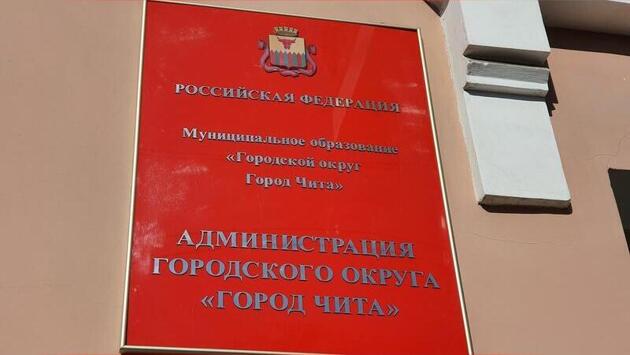 РОССИЙСКАЯ ФЕДЕРАЦИЯ
Муниципальное образование
«Городской округ
Город Чита»
АДМИНИСТРАЦИЯ
ГОРОДСКОГО ОКРУГА
«ГОРОД ЧИТА»